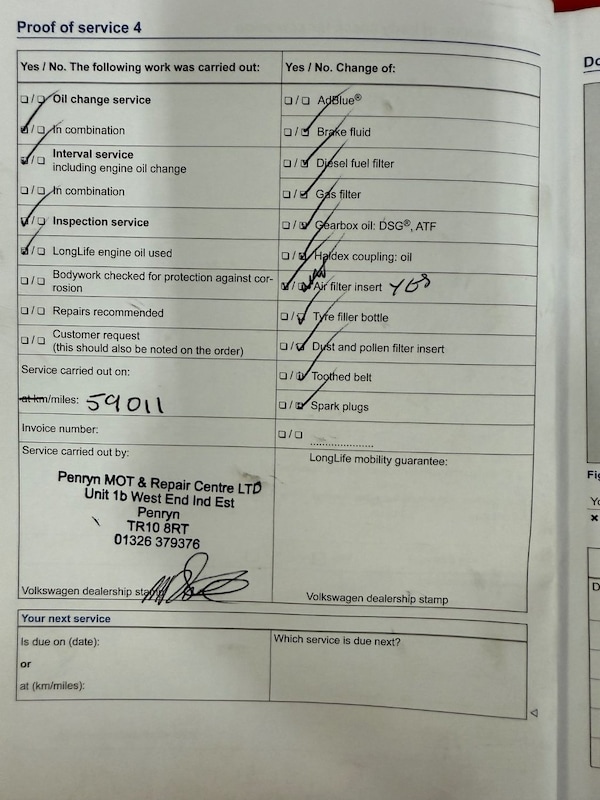 Proof of service 4
Yes / No. The following work was carried out:
Oil change service
In combination
Interval service
including engine oil change
In combination
Inspection service
LongLife engine oil used
Bodywork checked for protection against cor-
rosion
Repairs recommended
Customer request
(this should also be noted on the order)
Service carried out on:
at km/miles: 59011
Invoice number:
Service carried out by:
Penryn MOT & Repair Centre LTD
Unit 1b West End Ind Est
Penryn
TR10 8RT
01326 379376
Volkswagen dealership stamp
Yes / No. Change of:
AdBlue®
Brake fluid
Diesel fuel filter
Gas filter
Gearbox oil: DSG®, ATF
Haldex coupling: oil
Air filter insert YES
Tyre filler bottle
Dust and pollen filter insert
Toothed belt
Spark plugs
LongLife mobility guarantee:
Volkswagen dealership stamp
Your next service
Is due on (date):
or
at (km/miles):
Which service is due next?